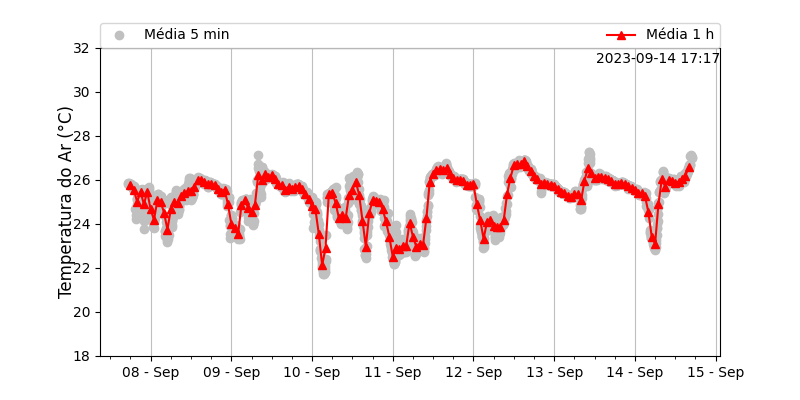 Média 5 min
Média 1 h
2023-09-14 17:17
Temperatura do Ar (°C)
32
30
28
26
24
22
20
18
08 - Sep
09 - Sep
10 - Sep
11 - Sep
12 - Sep
13 - Sep
14 - Sep
15 - Sep